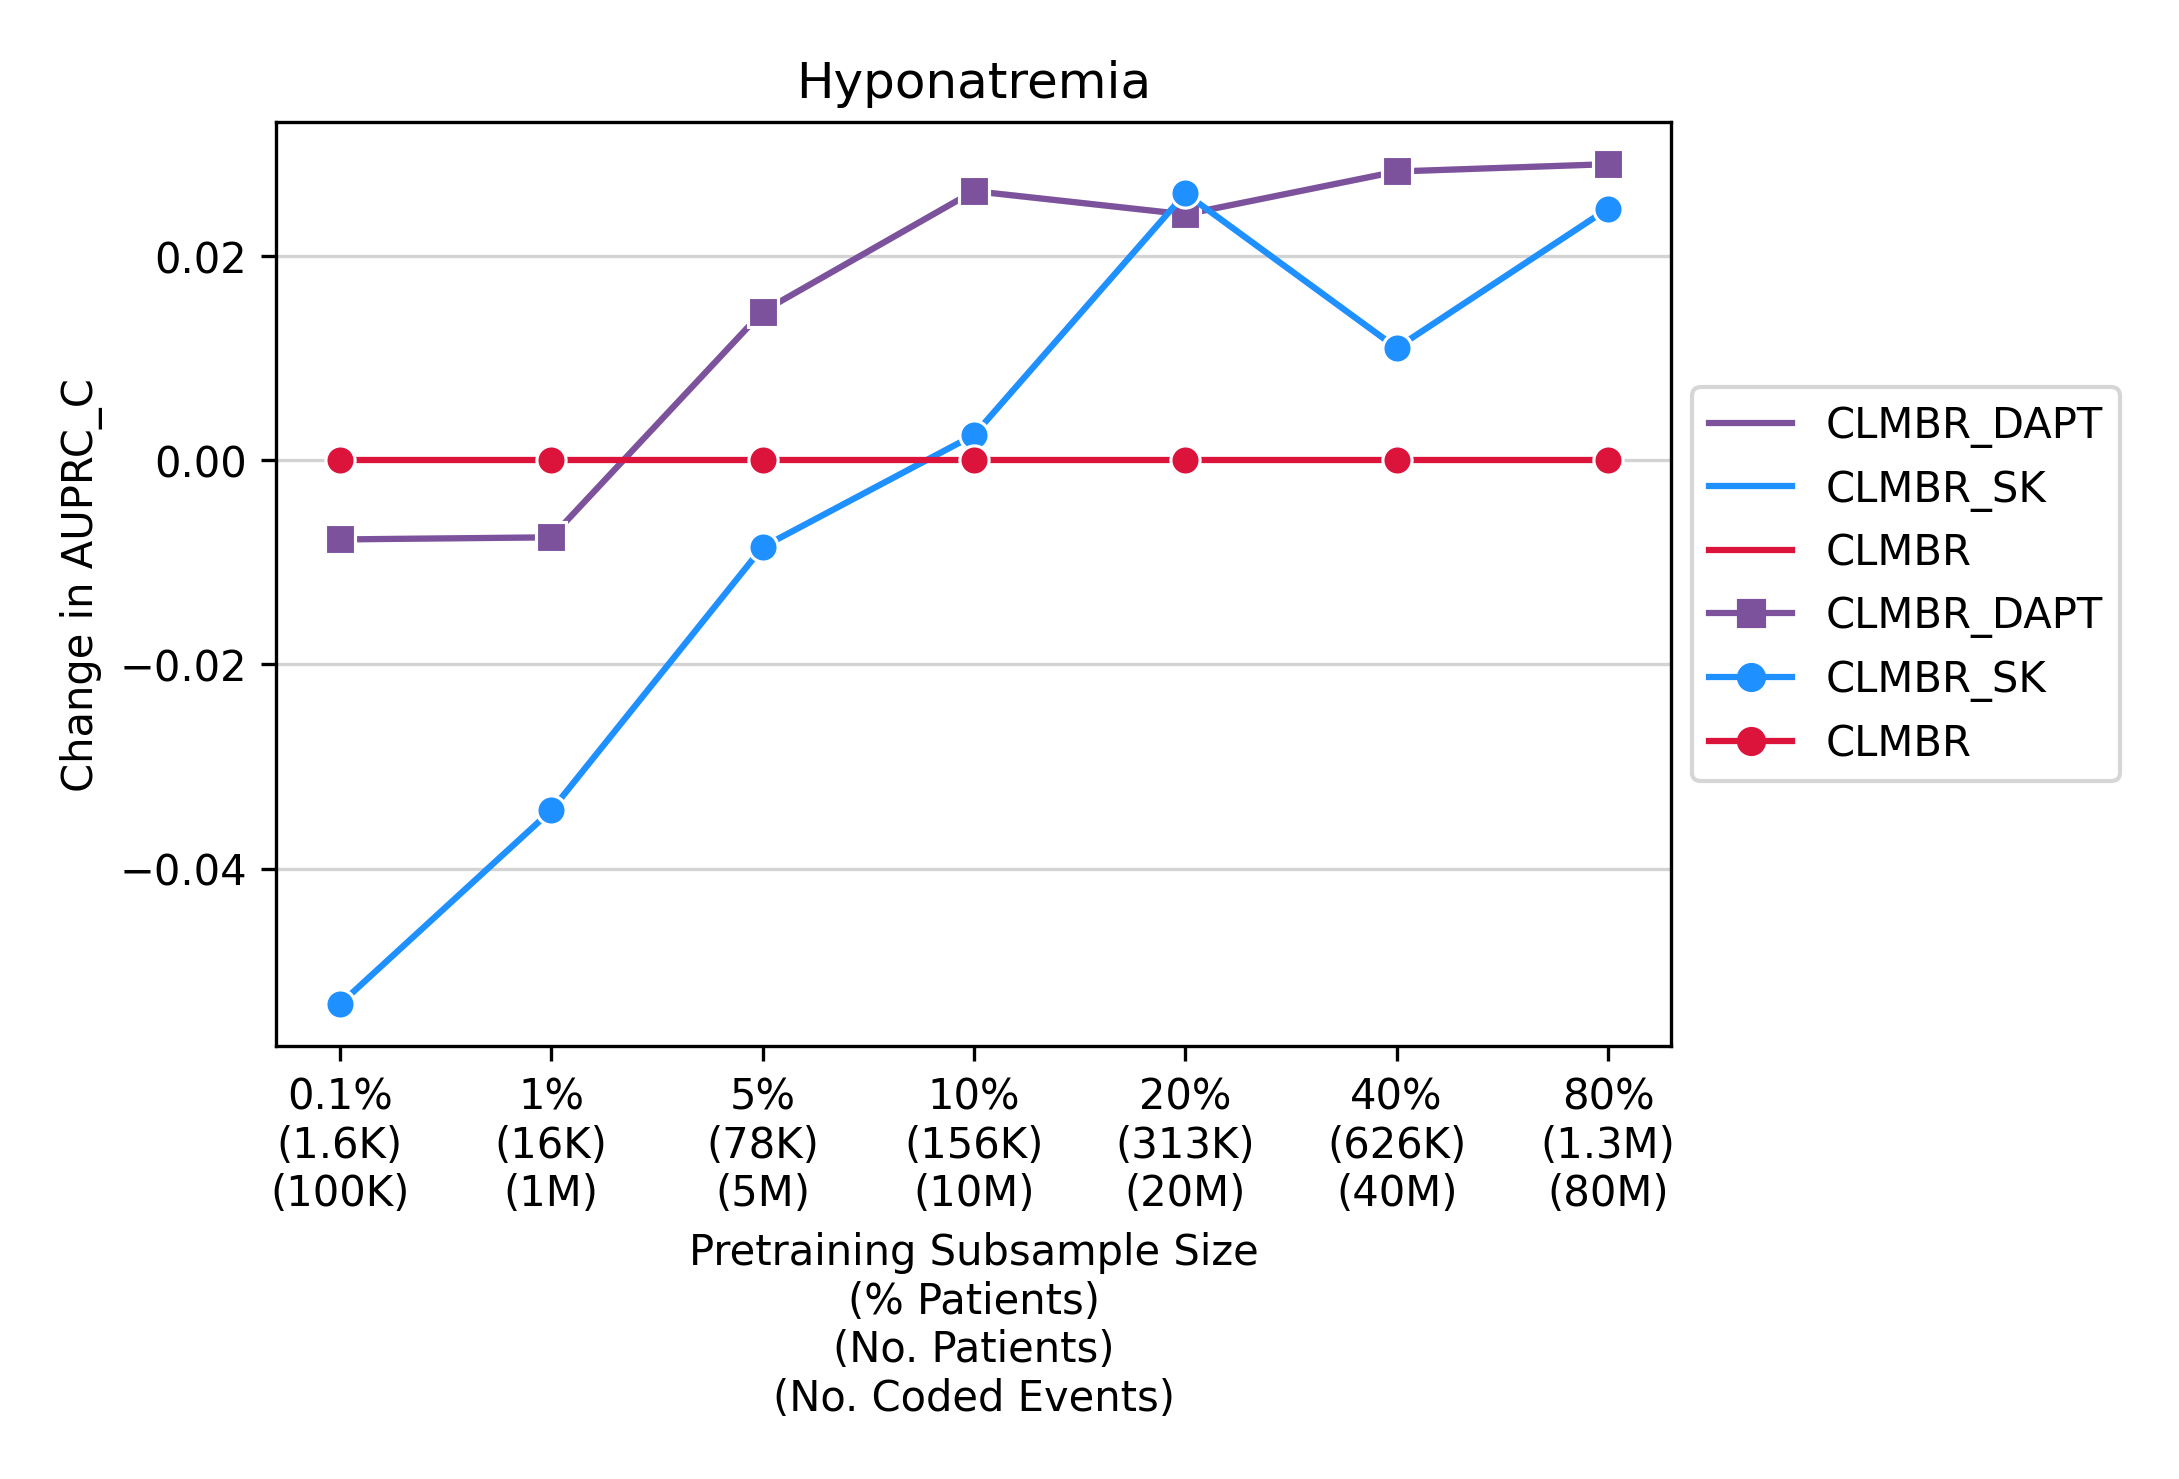 Hyponatremia
Change in AUPRC_C
0.02
0.00
−0.02
−0.04
0.1% 1% 5% 10% 20% 40% 80%
(1.6K) (16K) (78K) (156K) (313K) (626K) (1.3M)
(100K) (1M) (5M) (10M) (20M) (40M) (80M)
Pretraining Subsample Size
(% Patients)
(No. Patients)
(No. Coded Events)
CLMBR_DAPT
CLMBR_SK
CLMBR
CLMBR_DAPT
CLMBR_SK
CLMBR